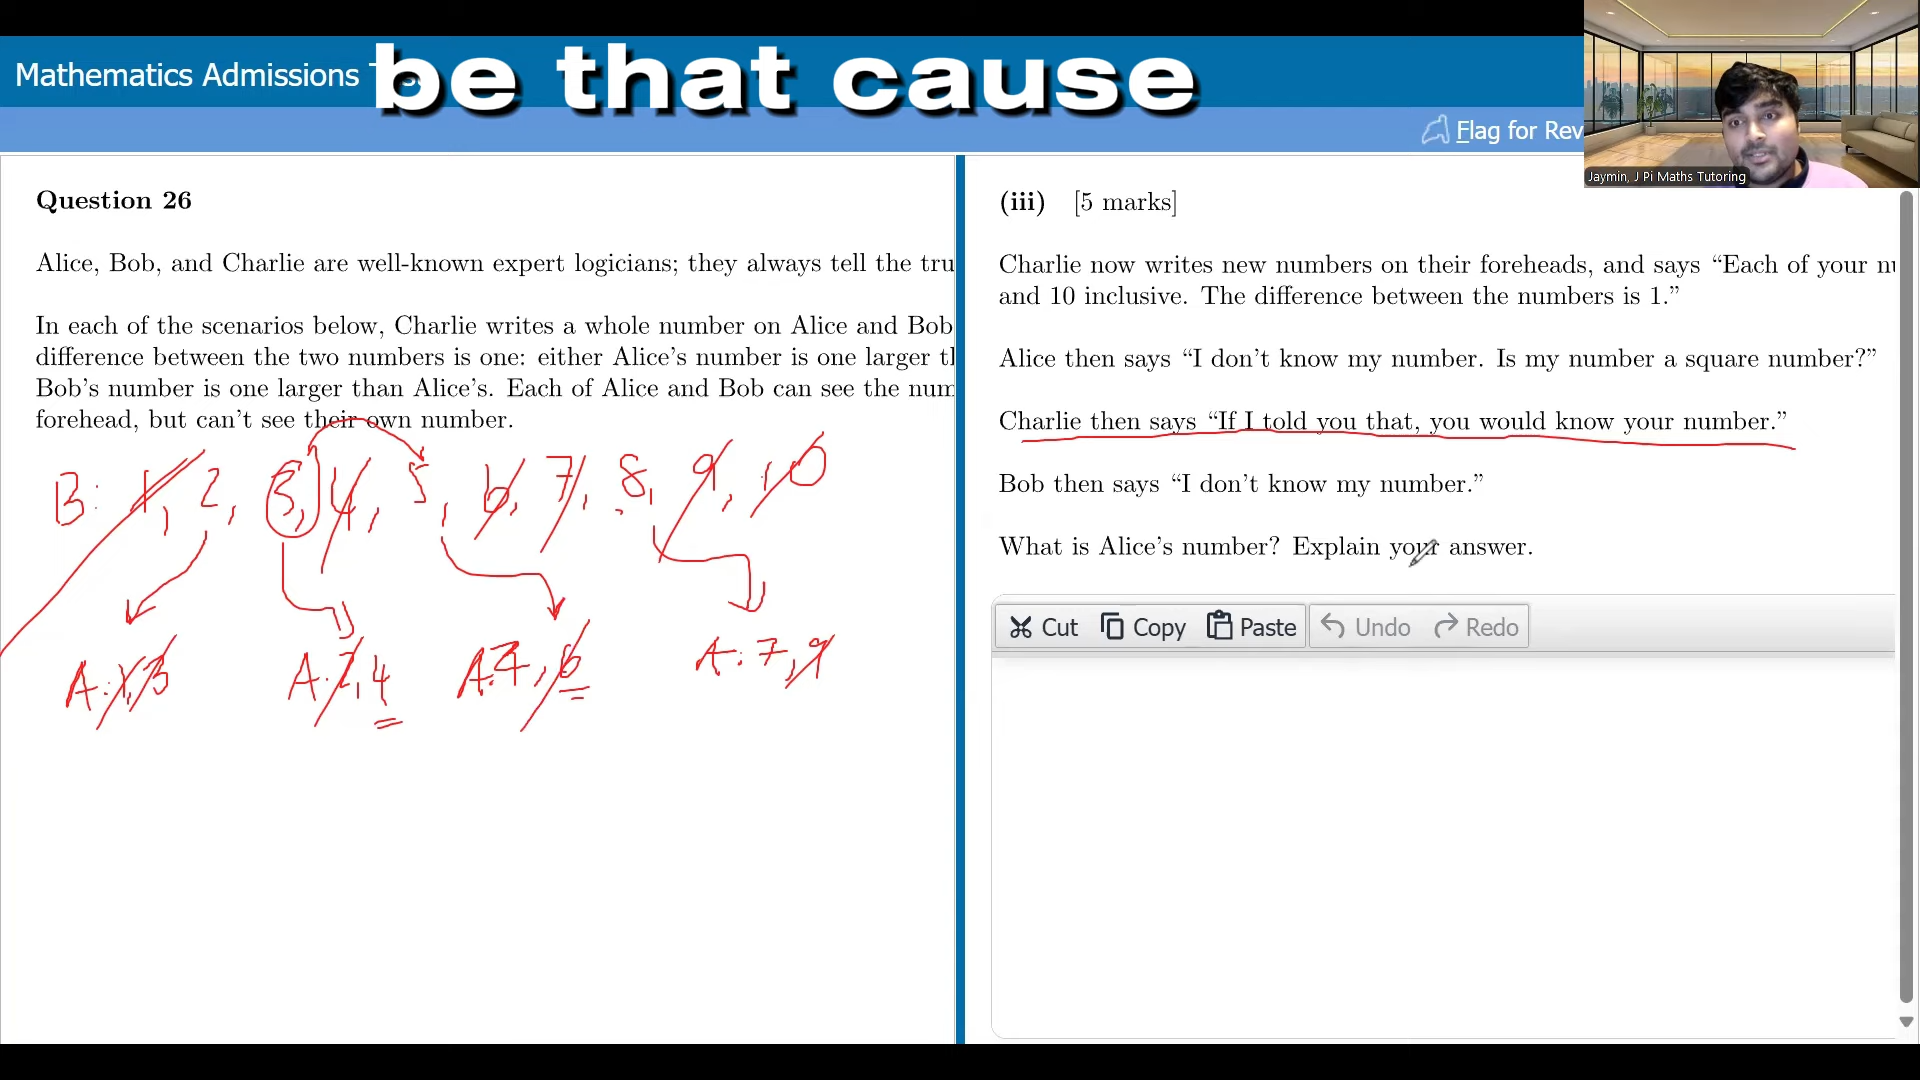 be that cause
Mathematics Admissions
Flag for Rev
Jaymin, J Pi Maths Tutoring
Question 26
Alice, Bob, and Charlie are well-known expert logicians; they always tell the tru
In each of the scenarios below, Charlie writes a whole number on Alice and Bob
difference between the two numbers is one: either Alice's number is one larger t
Bob's number is one larger than Alice's. Each of Alice and Bob can see the num
forehead, but can't see their own number.
B: 1, 2, 3, 4, 5, 6, 7, 8, 9, 10
A: 1, 3
A: 2, 4
A: 4, 6
A: 7, 9
(iii) [5 marks]
Charlie now writes new numbers on their foreheads, and says “Each of your nu
and 10 inclusive. The difference between the numbers is 1.”
Alice then says “I don't know my number. Is my number a square number?”
Charlie then says “If I told you that, you would know your number.”
Bob then says “I don't know my number.”
What is Alice's number? Explain your answer.
Cut Copy Paste Undo Redo